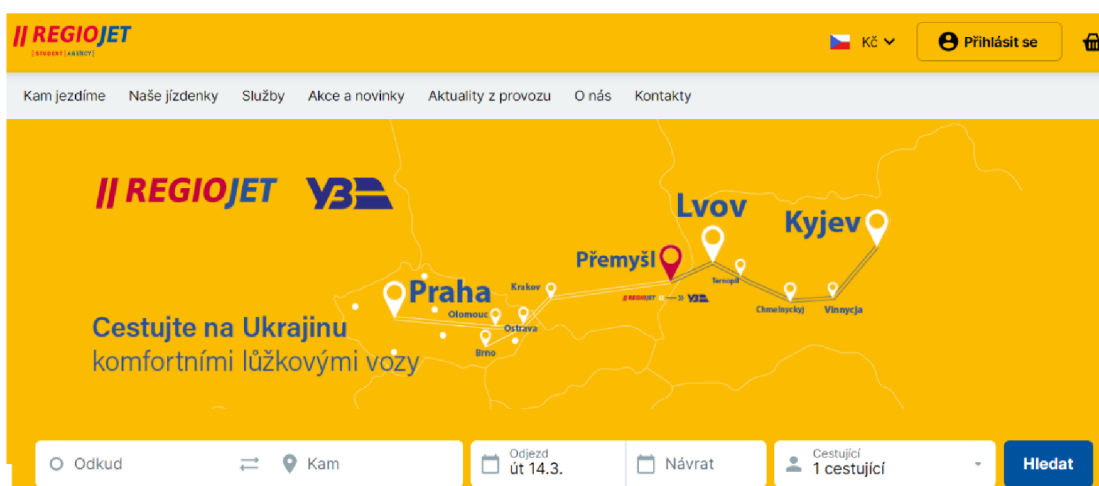 REGIOJET
[STUDENT|AGENCY]
Kč
Přihlásit se
Kam jezdíme Naše jízdenky Služby Akce a novinky Aktuality z provozu O nás Kontakty
REGIOJET УЗ
Lvov
Kyjev
Přemyšl
Ternopil
Krakov
Praha
REGIOJET УЗ
Olomouc
Chmelnyckyj Vinnycja
Ostrava
Cestujte na Ukrajinu
Brno
komfortními lůžkovými vozy
Odkud
Kam
Odjezd
út 14.3.
Návrat
Cestující
1 cestující
Hledat